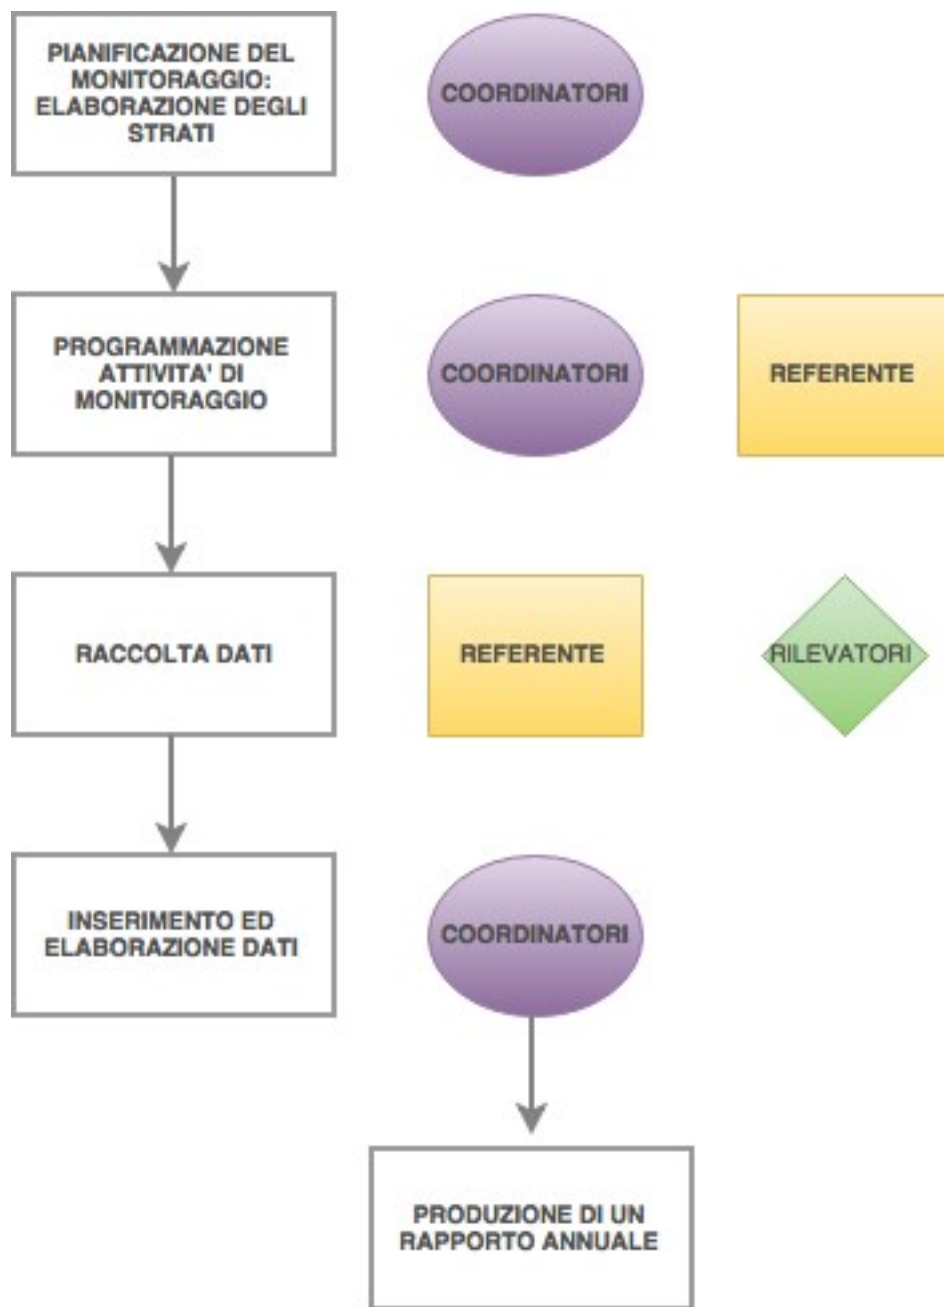 PIANIFICAZIONE DEL
MONITORAGGIO:
ELABORAZIONE DEGLI
STRATI
COORDINATORI
PROGRAMMAZIONE
ATTIVITA' DI
MONITORAGGIO
COORDINATORI
REFERENTE
RACCOLTA DATI
REFERENTE
RILEVATORI
INSERIMENTO ED
ELABORAZIONE DATI
COORDINATORI
PRODUZIONE DI UN
RAPPORTO ANNUALE